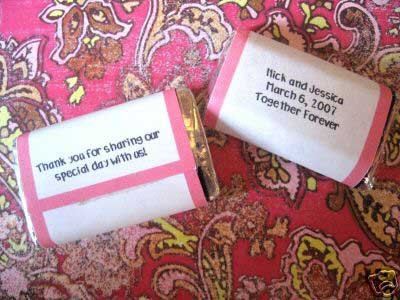 Thank you for sharing our
special day with us!
Nick and Jessica
March 6, 2007
Together Forever